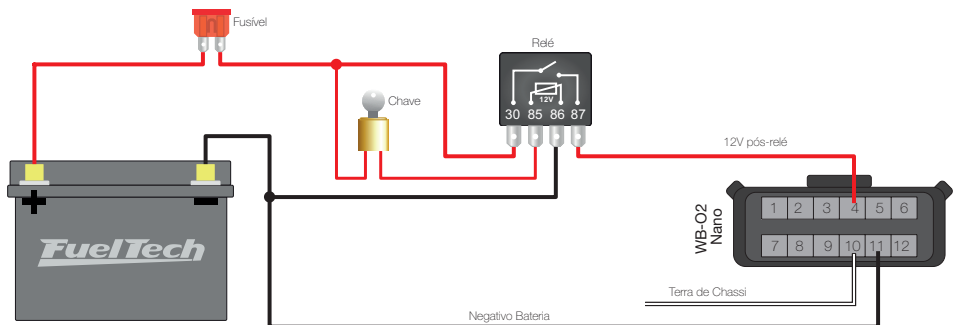 Fusível
Relé
Chave
12V
30 85 86 87
12V pós-relé
+ -
FuelTech
WB-O2
Nano
1 2 3 4 5 6
7 8 9 10 11 12
Terra de Chassi
Negativo Bateria